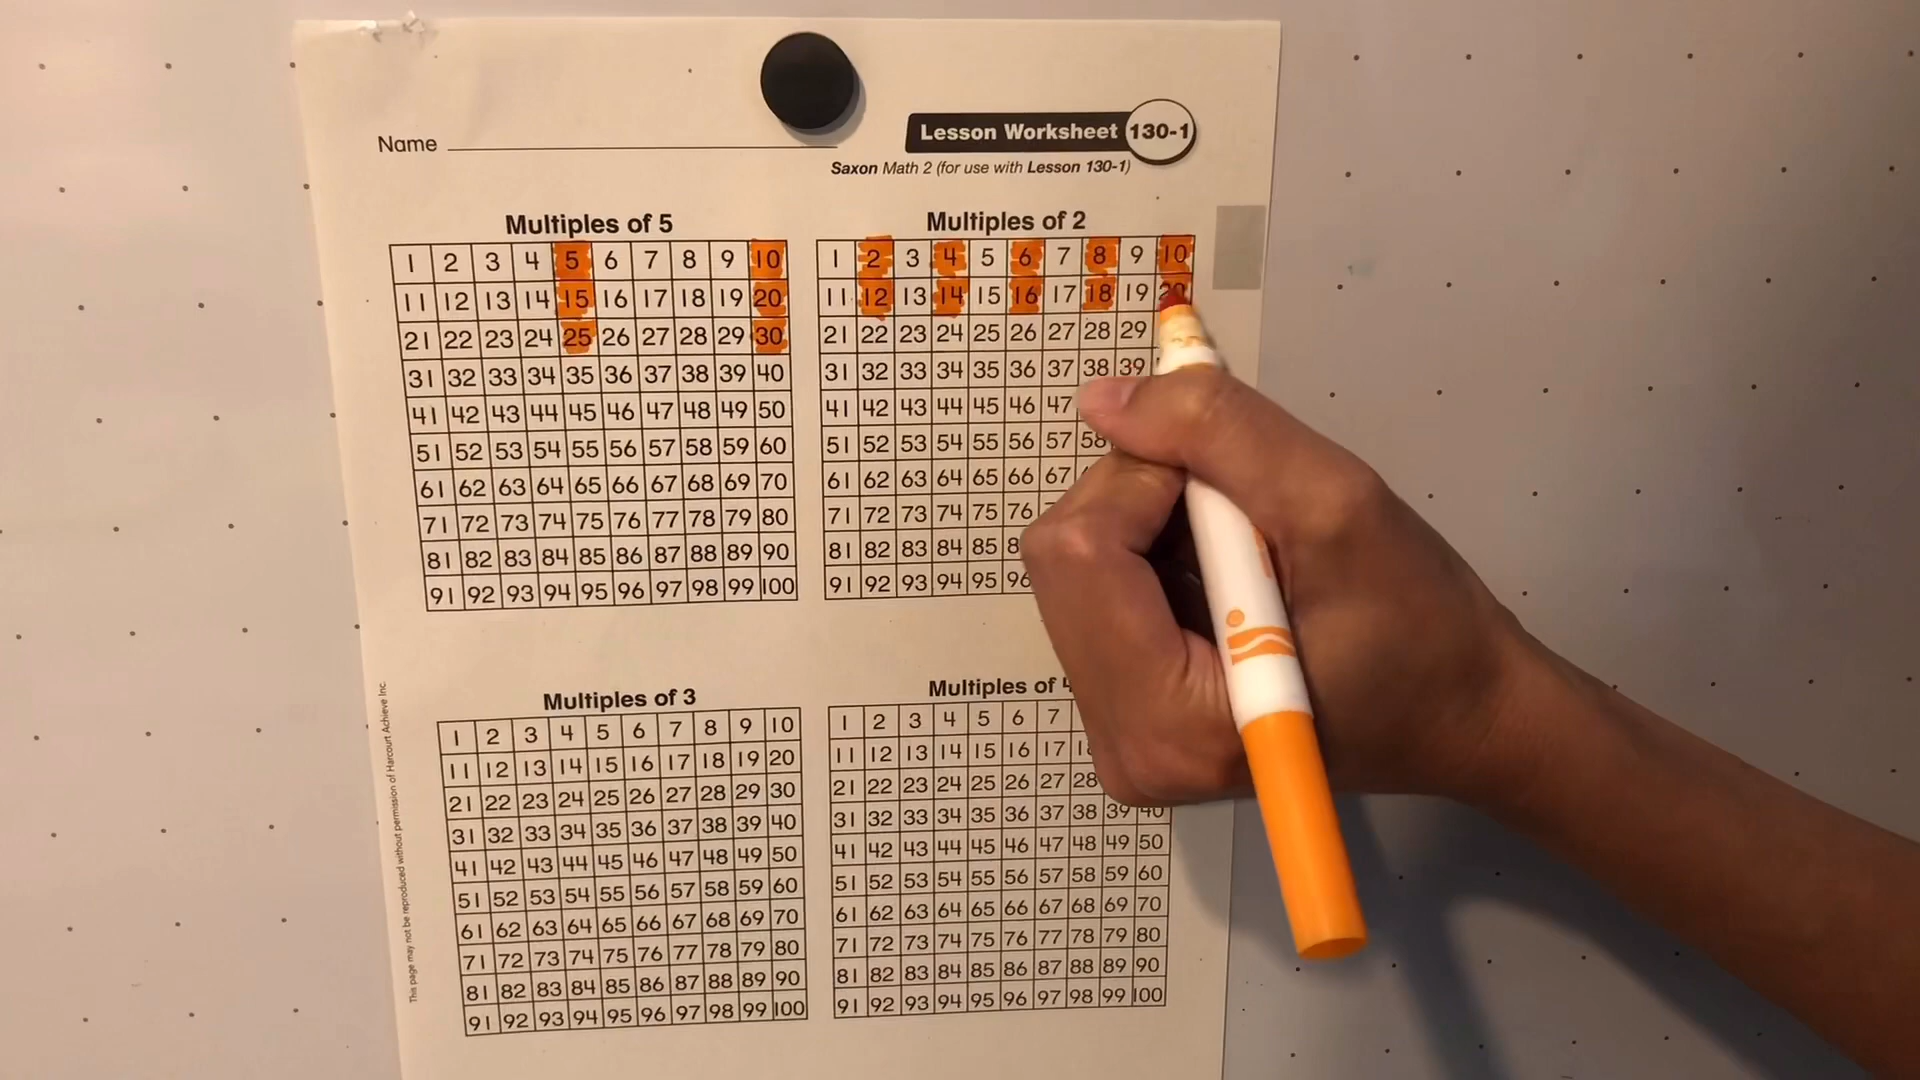 Name
Lesson Worksheet 130-1
Saxon Math 2 (for use with Lesson 130-1)
Multiples of 5
1 2 3 4 5 6 7 8 9 10
11 12 13 14 15 16 17 18 19 20
21 22 23 24 25 26 27 28 29 30
31 32 33 34 35 36 37 38 39 40
41 42 43 44 45 46 47 48 49 50
51 52 53 54 55 56 57 58 59 60
61 62 63 64 65 66 67 68 69 70
71 72 73 74 75 76 77 78 79 80
81 82 83 84 85 86 87 88 89 90
91 92 93 94 95 96 97 98 99 100
Multiples of 2
1 2 3 4 5 6 7 8 9 10
11 12 13 14 15 16 17 18 19 20
21 22 23 24 25 26 27 28 29
31 32 33 34 35 36 37 38 39
41 42 43 44 45 46 47
51 52 53 54 55 56 57 58
61 62 63 64 65 66 67
71 72 73 74 75 76
81 82 83 84 85
91 92 93 94 95 96
Multiples of 3
1 2 3 4 5 6 7 8 9 10
11 12 13 14 15 16 17 18 19 20
21 22 23 24 25 26 27 28 29 30
31 32 33 34 35 36 37 38 39 40
41 42 43 44 45 46 47 48 49 50
51 52 53 54 55 56 57 58 59 60
61 62 63 64 65 66 67 68 69 70
71 72 73 74 75 76 77 78 79 80
81 82 83 84 85 86 87 88 89 90
91 92 93 94 95 96 97 98 99 100
Multiples of 4
1 2 3 4 5 6 7
11 12 13 14 15 16 17 18
21 22 23 24 25 26 27 28
31 32 33 34 35 36 37 38 39 40
41 42 43 44 45 46 47 48 49 50
51 52 53 54 55 56 57 58 59 60
61 62 63 64 65 66 67 68 69 70
71 72 73 74 75 76 77 78 79 80
81 82 83 84 85 86 87 88 89 90
91 92 93 94 95 96 97 98 99 100
This page may not be reproduced without permission of Harcourt Achieve Inc.